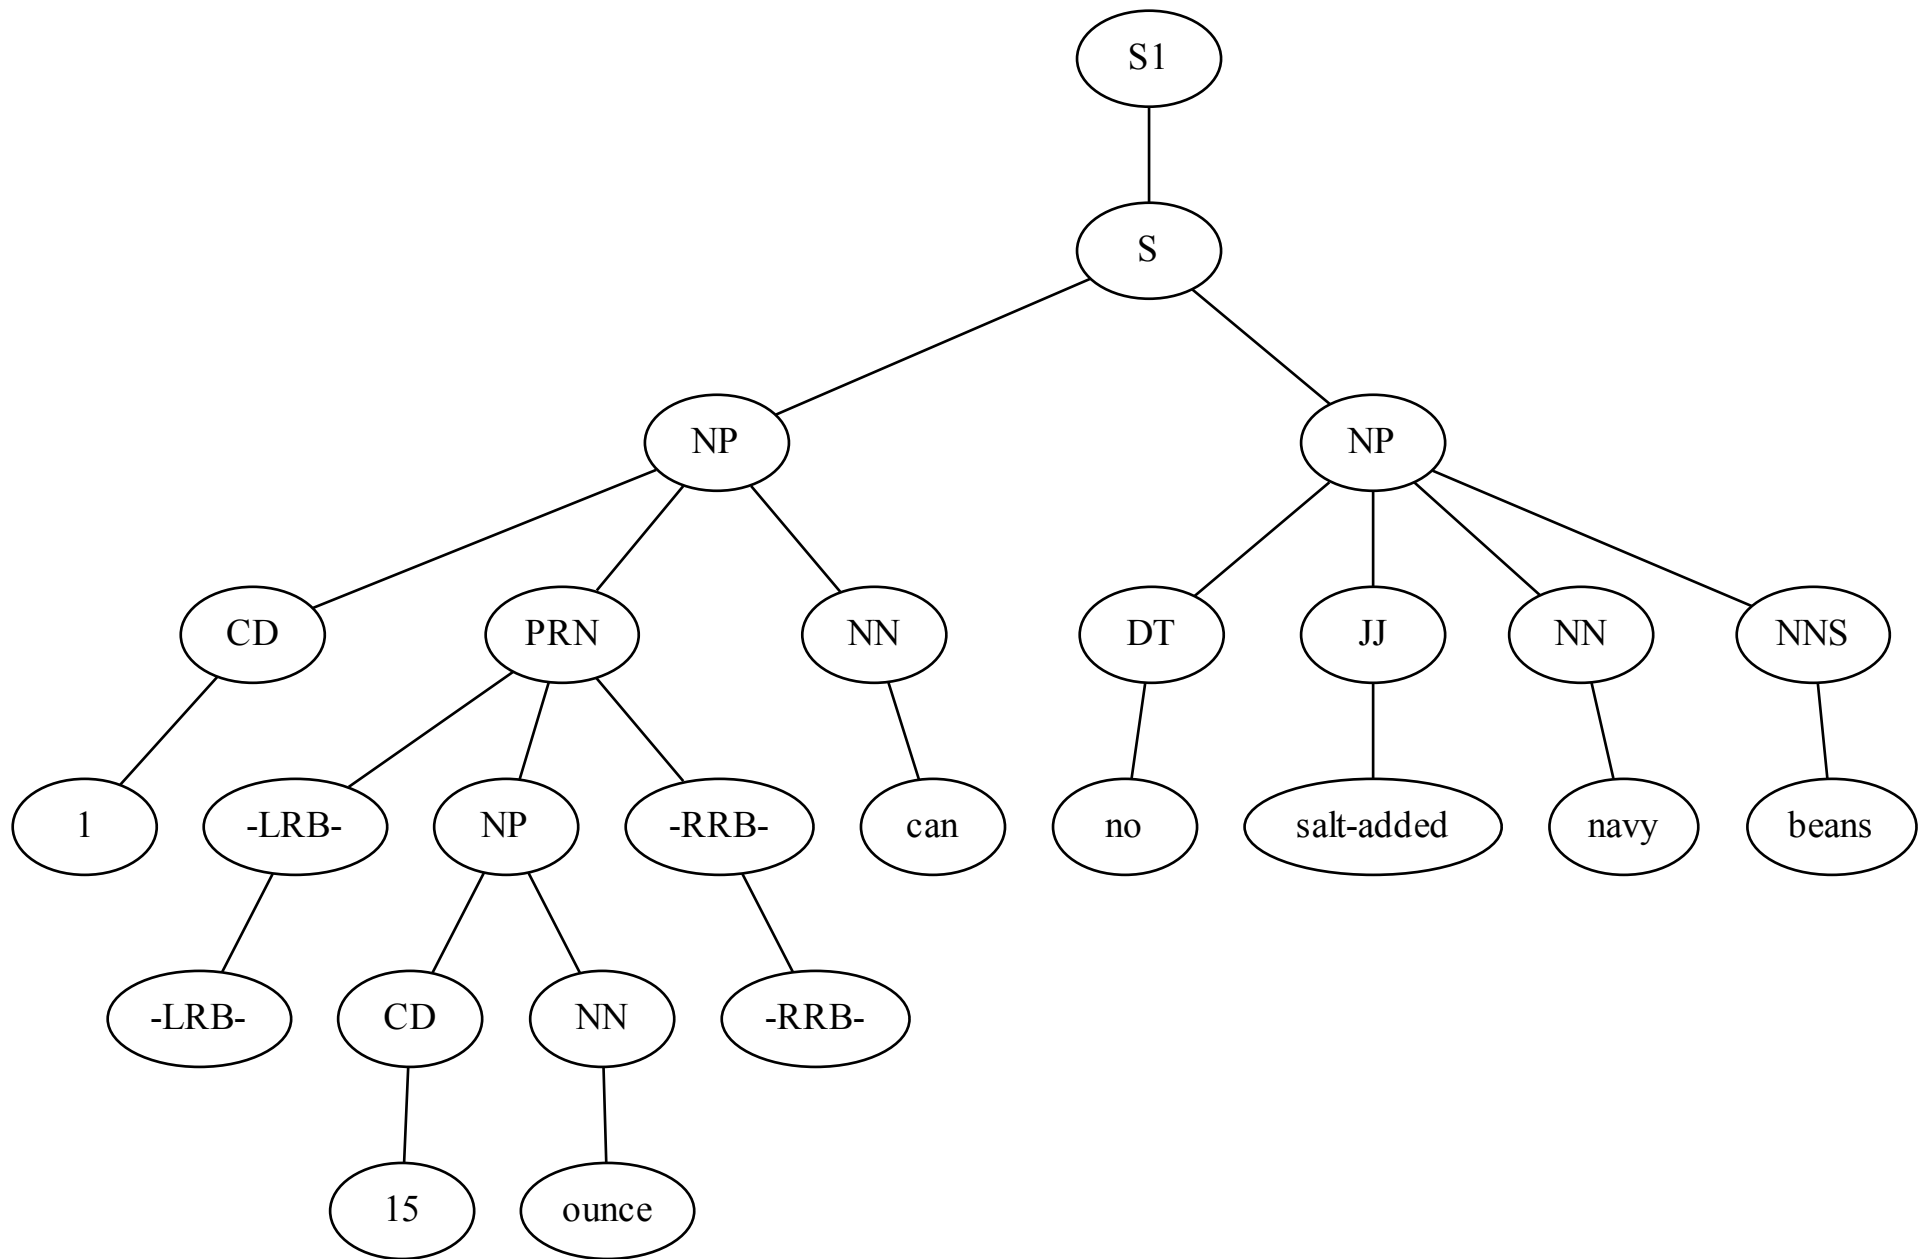 S1
S
NP NP
CD PRN NN DT JJ NN NNS
1 -LRB- NP -RRB- can no salt-added navy beans
-LRB- CD NN -RRB-
15 ounce